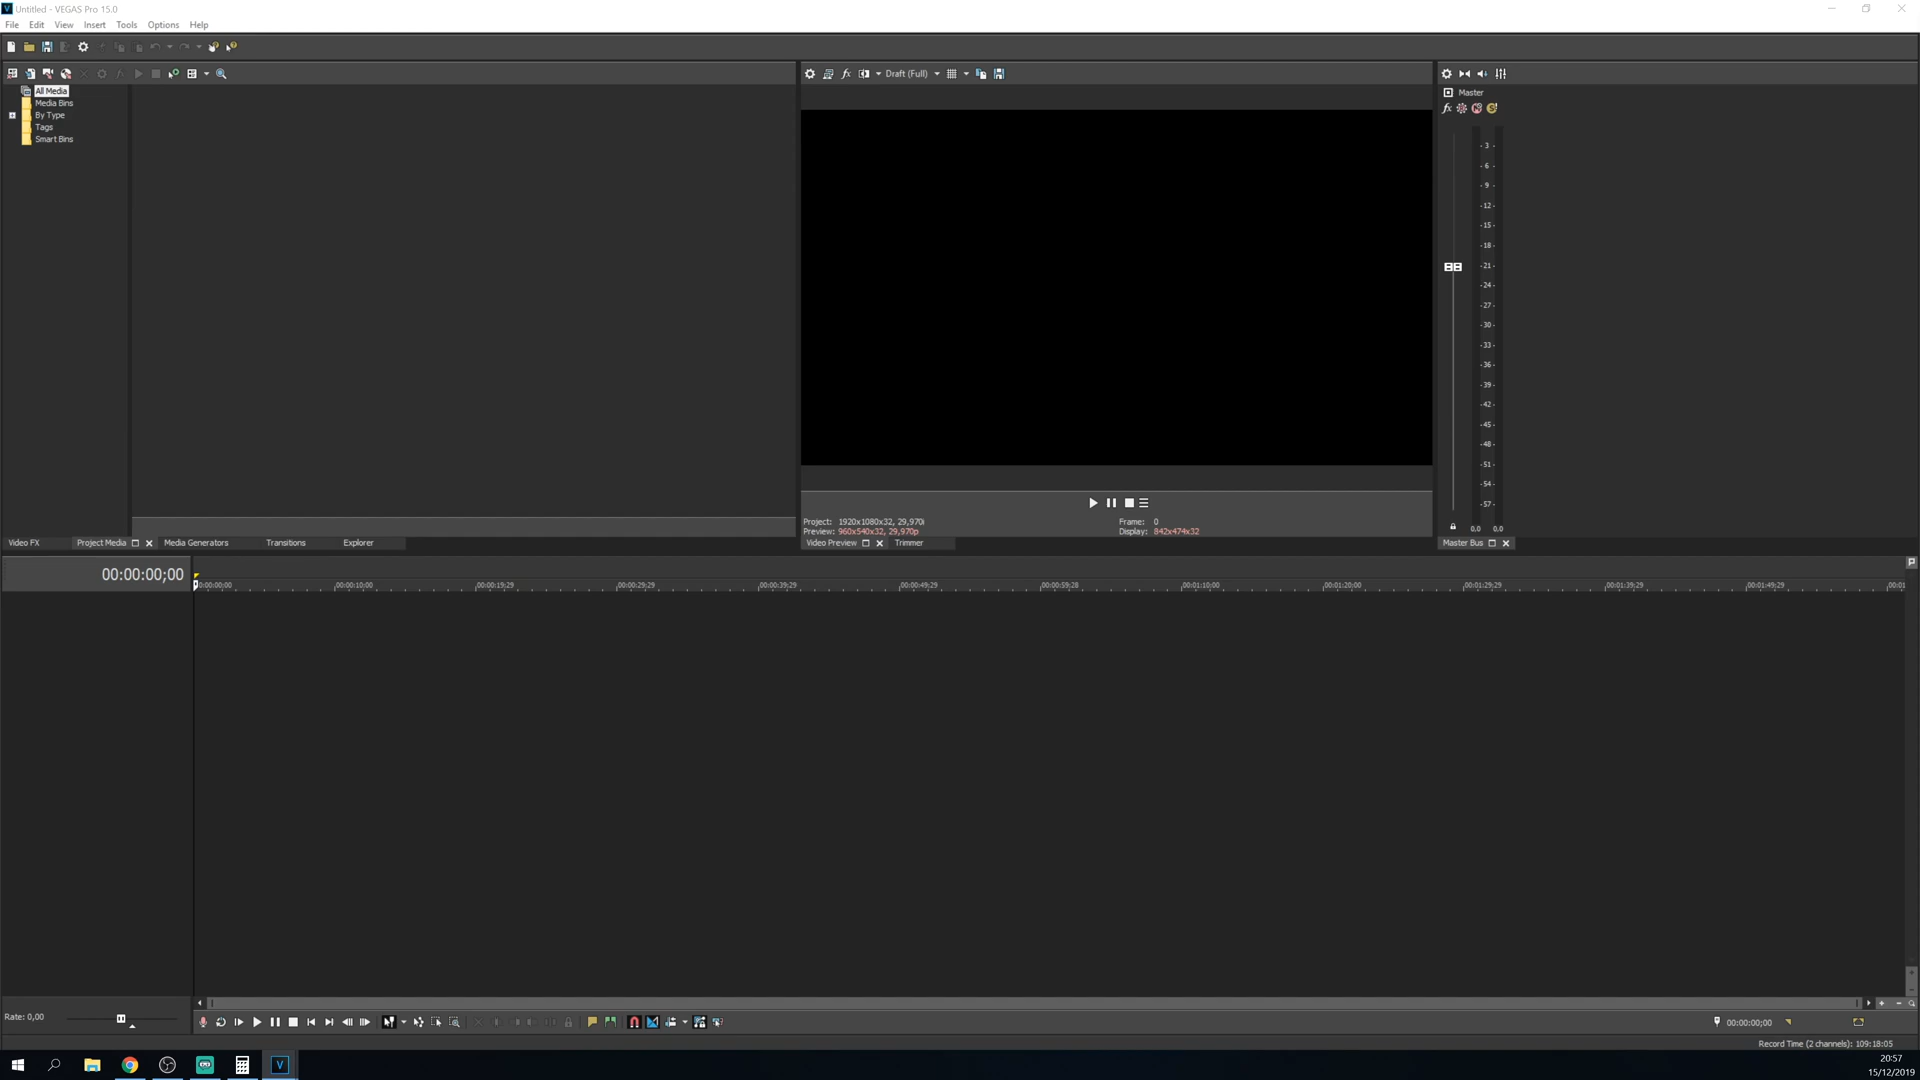 Untitled - VEGAS Pro 15.0
File Edit View Insert Tools Options Help
Draft (Full)
All Media
Media Bins
By Type
Tags
Smart Bins
Master
- 3 -
- 6 -
- 9 -
- 12 -
- 15 -
- 18 -
- 21 -
- 24 -
- 27 -
- 30 -
- 33 -
- 36 -
- 39 -
- 42 -
- 45 -
- 48 -
- 51 -
- 54 -
- 57 -
0,0 0,0
Project: 1920x1080x32, 29,970i
Preview: 960x540x32, 29,970p
Frame: 0
Display: 842x474x32
Video FX Project Media Media Generators Transitions Explorer
Video Preview Trimmer
Master Bus
00:00:00;00
00:00:00;00 00:00:10;00 00:00:19;29 00:00:29;29 00:00:39;29 00:00:49;29 00:00:59;28 00:01:10;00 00:01:20;00 00:01:29;29 00:01:39;29 00:01:49;29 00:01
Rate: 0,00
00:00:00;00
Record Time (2 channels): 109:18:05
20:57
15/12/2019